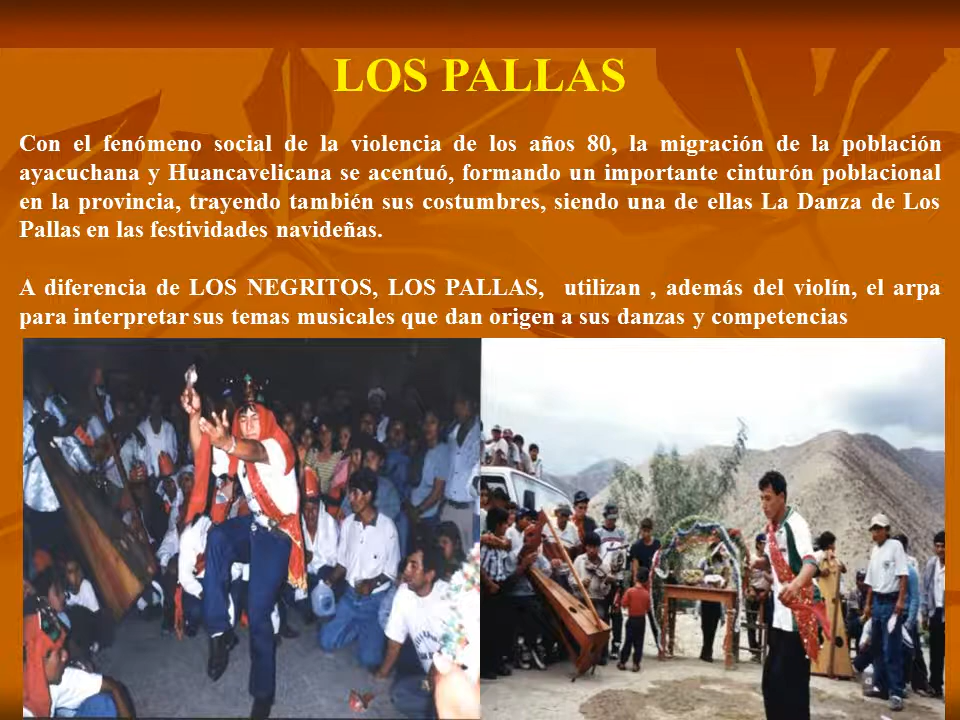 LOS PALLAS
Con el fenómeno social de la violencia de los años 80, la migración de la población
ayacuchana y Huancavelicana se acentuó, formando un importante cinturón poblacional
en la provincia, trayendo también sus costumbres, siendo una de ellas La Danza de Los
Pallas en las festividades navideñas.
A diferencia de LOS NEGRITOS, LOS PALLAS, utilizan , además del violín, el arpa
para interpretar sus temas musicales que dan origen a sus danzas y competencias